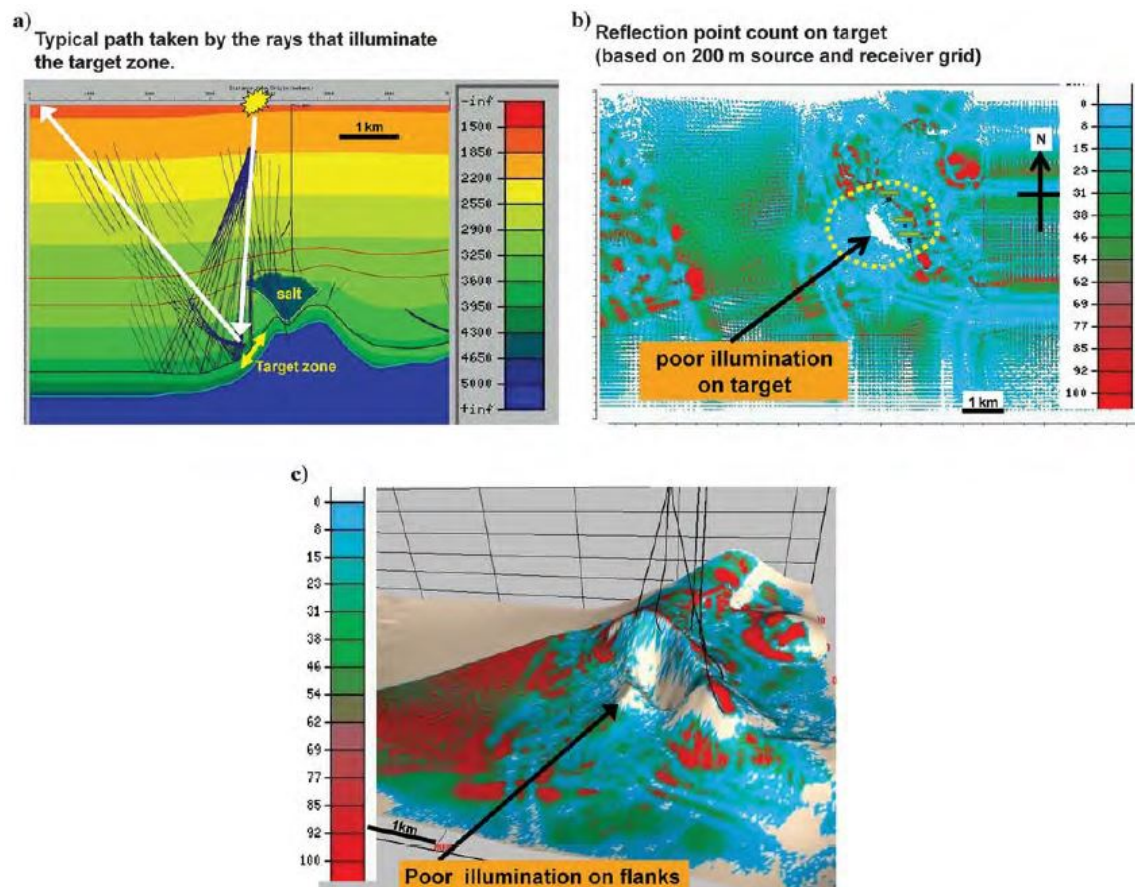 a)
Typical path taken by the rays that illuminate
the target zone.
1 km
salt
Target zone
-inf
1500
1850
2200
2550
2900
3250
3600
3950
4300
4650
5000
+inf
b)
Reflection point count on target
(based on 200 m source and receiver grid)
N
poor illumination
on target
1 km
0
8
15
23
31
38
46
54
62
69
77
85
92
100
c)
0
8
15
23
31
38
46
54
62
69
77
85
92
100
1km
Poor illumination on flanks